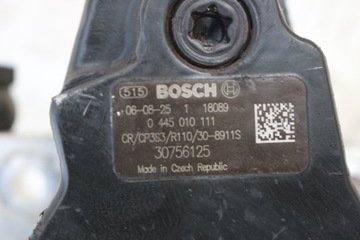 515 BOSCH
06-08-25 1 18089
0 445 010 111
CR/CP3S3/R110/30-8911S
30756125
Made in Czech Republic